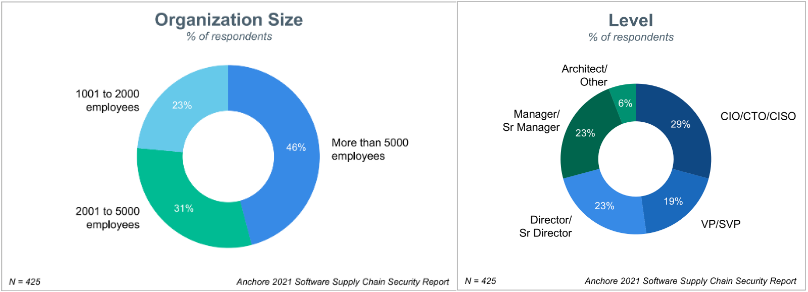 Organization Size
% of respondents
1001 to 2000
employees
23%
46%
More than 5000
employees
31%
2001 to 5000
employees
N = 425
Anchore 2021 Software Supply Chain Security Report
Level
% of respondents
Architect/
Other
6%
Manager/
Sr Manager
23%
29%
CIO/CTO/CISO
Director/
Sr Director
23%
19%
VP/SVP
N = 425
Anchore 2021 Software Supply Chain Security Report